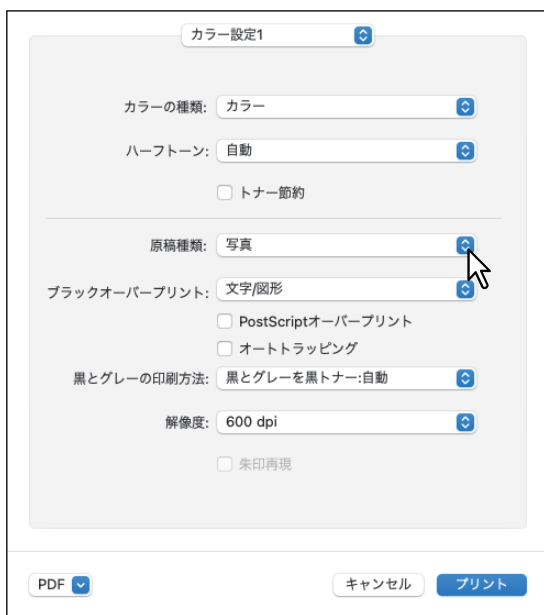 カラー設定1
カラーの種類: カラー
ハーフトーン: 自動
トナー節約
原稿種類: 写真
ブラックオーバープリント: 文字/図形
PostScriptオーバープリント
オートトラッピング
黒とグレーの印刷方法: 黒とグレーを黒トナー:自動
解像度: 600 dpi
朱印再現
PDF キャンセル プリント